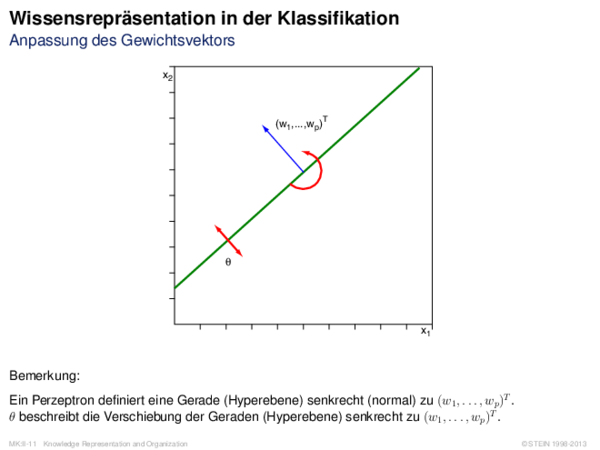 Wissensrepräsentation in der Klassifikation
Anpassung des Gewichtsvektors
x2
(w1,...,wp)T
θ
x1
Bemerkung:
Ein Perzeptron definiert eine Gerade (Hyperebene) senkrecht (normal) zu (w1, . . . , wp)T.
θ beschreibt die Verschiebung der Geraden (Hyperebene) senkrecht zu (w1, . . . , wp)T.
MK:II-11 Knowledge Representation and Organization ©STEIN 1998-2013